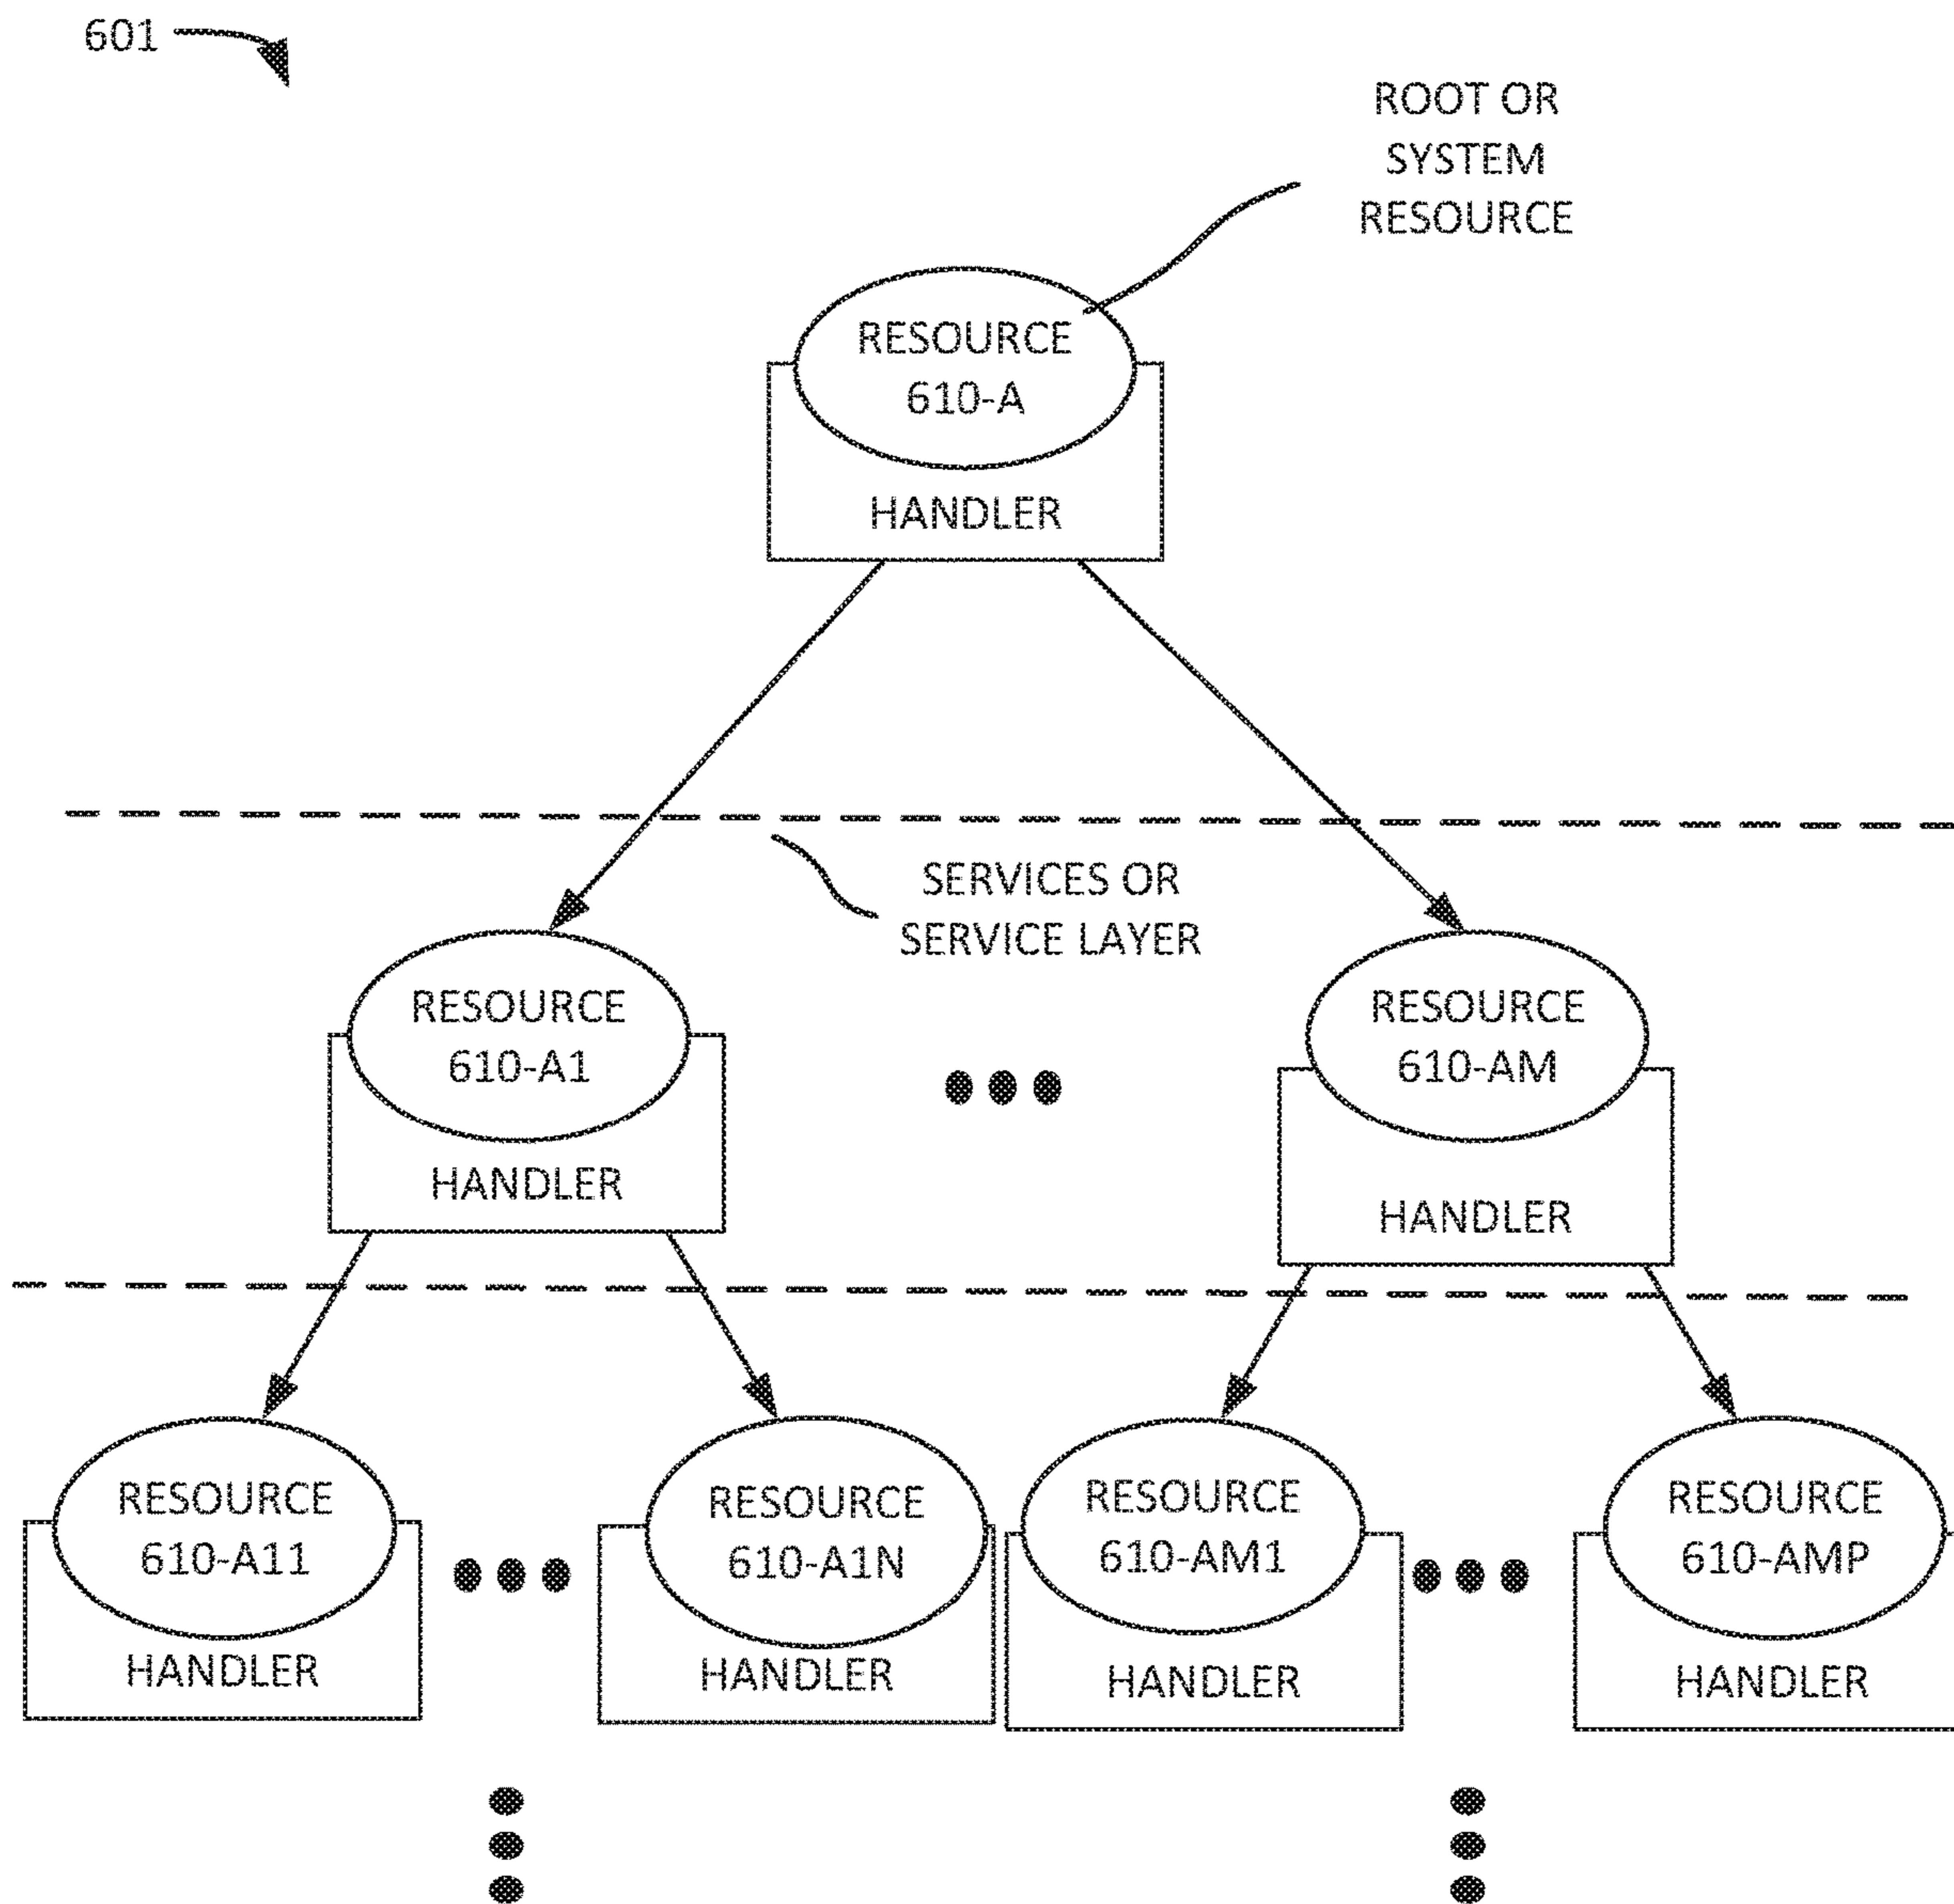 601
ROOT OR
SYSTEM
RESOURCE
RESOURCE
610-A
HANDLER
SERVICES OR
SERVICE LAYER
RESOURCE
610-A1
HANDLER
RESOURCE
610-AM
HANDLER
RESOURCE
610-A11
HANDLER
RESOURCE
610-A1N
HANDLER
RESOURCE
610-AM1
HANDLER
RESOURCE
610-AMP
HANDLER